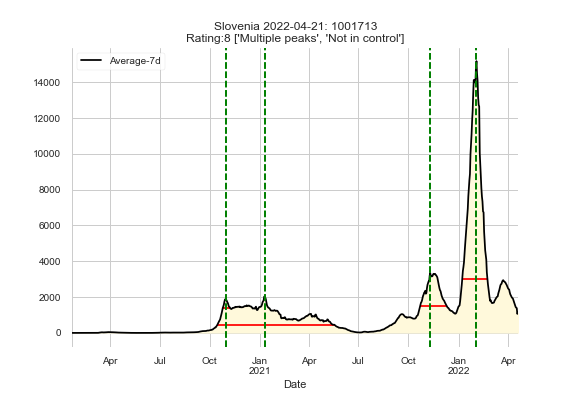 Slovenia 2022-04-21: 1001713
Rating:8 ['Multiple peaks', 'Not in control']
Average-7d
14000
12000
10000
8000
6000
4000
2000
0
Apr Jul Oct Jan Apr Jul Oct Jan Apr
2021 2022
Date